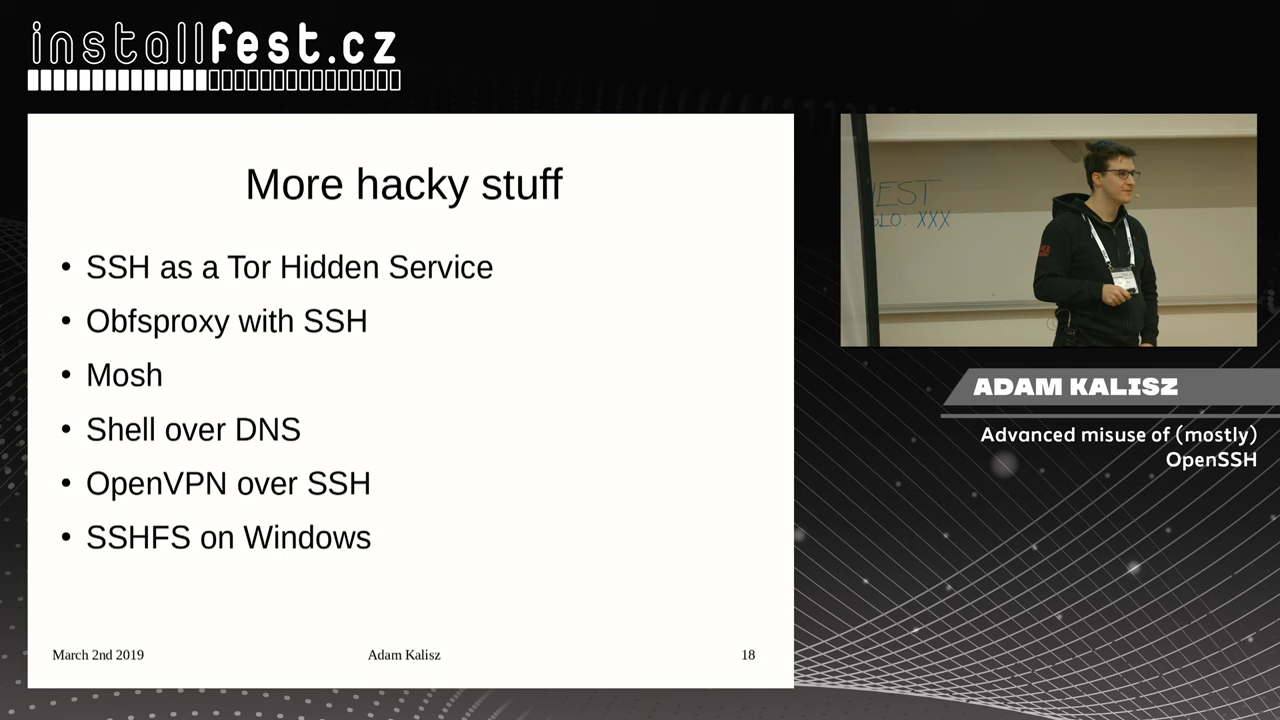 installfest.cz
More hacky stuff
• SSH as a Tor Hidden Service
• Obfsproxy with SSH
• Mosh
• Shell over DNS
• OpenVPN over SSH
• SSHFS on Windows
March 2nd 2019 Adam Kalisz 18
XXX
ADAM KALISZ
Advanced misuse of (mostly)
OpenSSH